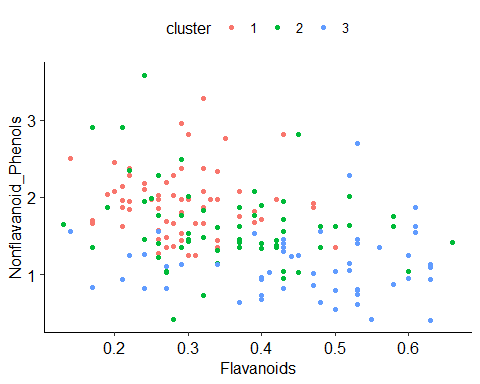 cluster 1 2 3
Nonflavanoid_Phenols
3
2
1
0.2 0.3 0.4 0.5 0.6
Flavanoids